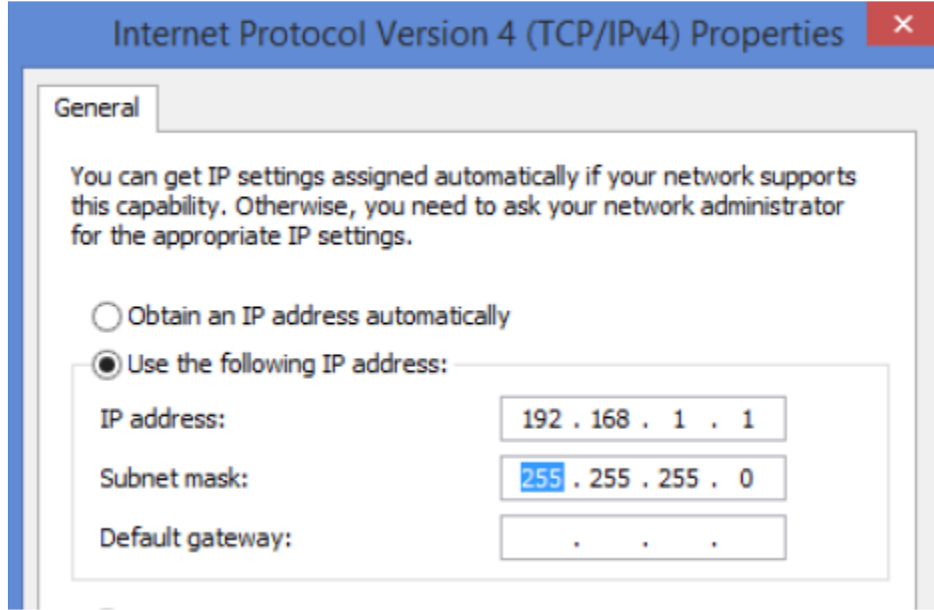 Internet Protocol Version 4 (TCP/IPv4) Properties
General
You can get IP settings assigned automatically if your network supports
this capability. Otherwise, you need to ask your network administrator
for the appropriate IP settings.
Obtain an IP address automatically
Use the following IP address:
IP address: 192 . 168 . 1 . 1
Subnet mask: 255 . 255 . 255 . 0
Default gateway: . . .